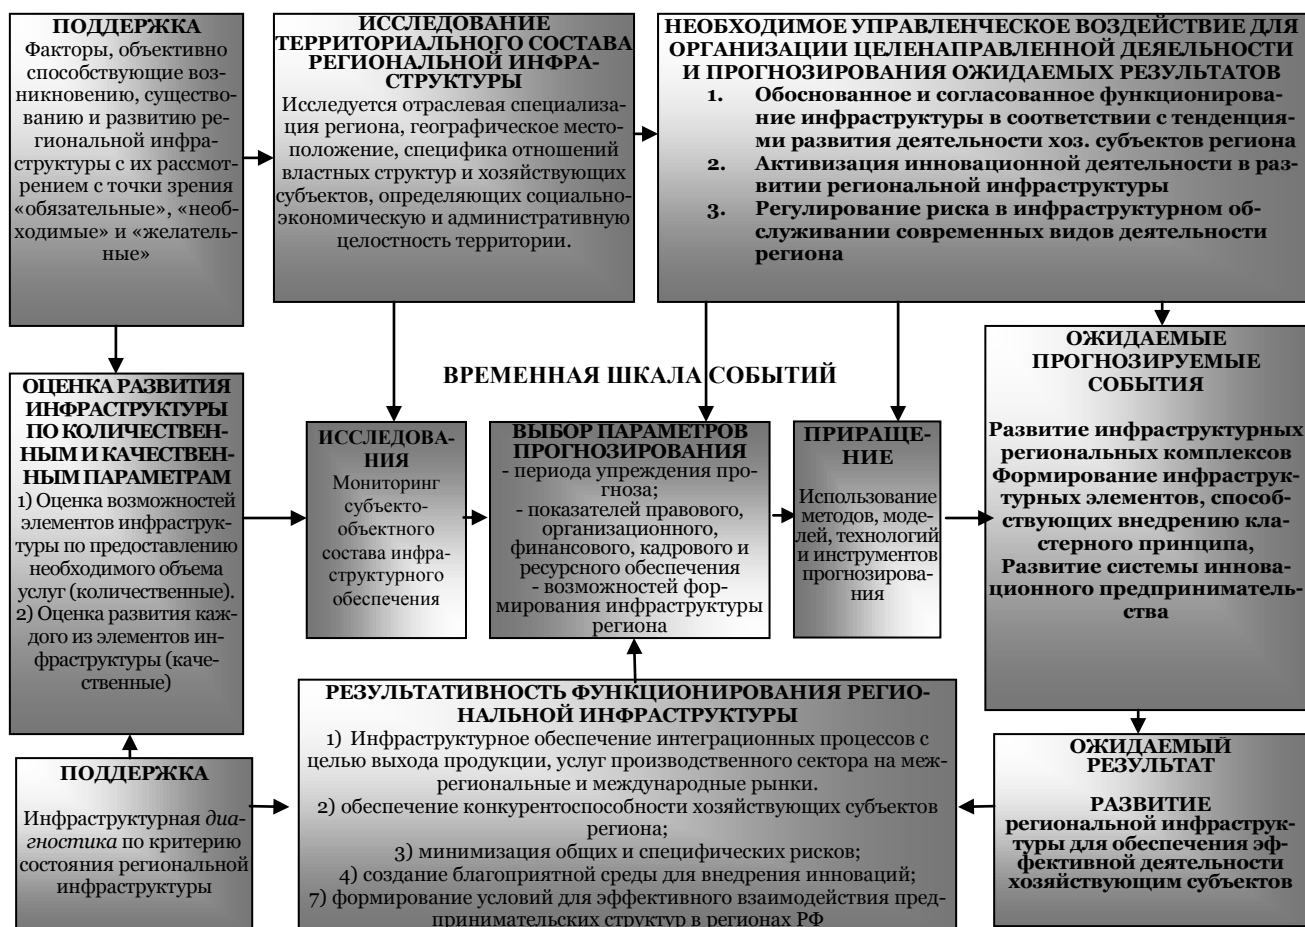 ПОДДЕРЖКА
Факторы, объективно
способствующие воз-
никновению, существо-
ванию и развитию ре-
гиональной инфра-
структуры с их рассмот-
рением с точки зрения
«обязательные», «необ-
ходимые» и «желатель-
ные»
ИССЛЕДОВАНИЕ
ТЕРРИТОРИАЛЬНОГО СОСТАВА
РЕГИОНАЛЬНОЙ ИНФРА-
СТРУКТУРЫ
Исследуется отраслевая специализа-
ция региона, географическое место-
положение, специфика отношений
властных структур и хозяйствующих
субъектов, определяющих социально-
экономическую и административную
целостность территории.
НЕОБХОДИМОЕ УПРАВЛЕНЧЕСКОЕ ВОЗДЕЙСТВИЕ ДЛЯ
ОРГАНИЗАЦИИ ЦЕЛЕНАПРАВЛЕННОЙ ДЕЯЕЛЬНОСТИ
И ПРОГНОЗИРОВАНИЯ ОЖИДАЕМЫХ РЕЗУЛЬТАТОВ
1. Обоснованное и согласованное функционирова-
ние инфраструктуры в соответствии с тенденция-
ми развития деятельности хоз. субъектов региона
2. Активизация инновационной деятельности в раз-
витии региональной инфраструктуры
3. Регулирование риска в инфраструктурном об-
служивании современных видов деятельности
региона
ВРЕМЕННАЯ ШКАЛА СОБЫТИЙ
ОЦЕНКА РАЗВИТИЯ
ИНФРАСТРУКТУРЫ
ПО КОЛИЧЕСТВЕН-
НЫМ И КАЧЕСТВЕН-
НЫМ ПАРАМЕТРАМ
1) Оценка возможностей
элементов инфраструк-
туры по предоставлению
необходимого объема
услуг (количественные).
2) Оценка развития каж-
дого из элементов ин-
фраструктуры (каче-
ственные)
ИССЛЕДОВА-
НИЯ
Мониторинг
субъекто-
объектного
состава инфра-
структурного
обеспечения
ВЫБОР ПАРАМЕТРОВ
ПРОГНОЗИРОВАНИЯ
- периода упреждения про-
гноза;
- показателей правового,
организационного,
финансового, кадрового и
ресурсного обеспечения
- возможностей фор-
мирования инфраструктуры
региона
ПРИРАЩЕ-
НИЕ
Использование
методов, моде-
лей, технологий
и инструментов
прогнозирова-
ния
ОЖИДАЕМЫЕ
ПРОГНОЗИРУЕМЫЕ
СОБЫТИЯ
Развитие инфраструктурных
региональных комплексов
Формирование инфраструк-
турных элементов, способ-
ствующих внедрению кла-
стерного принципа,
Развитие системы иннова-
ционного предприниматель-
ства
ПОДДЕРЖКА
Инфраструктурная диа-
гностика по критерию
состояния региональной
инфраструктуры
РЕЗУЛЬТАТИВНОСТЬ ФУНКЦИОНИРОВАНИЯ РЕГИО-
НАЛЬНОЙ ИНФРАСТРУКТУРЫ
1) Инфраструктурное обеспечение интеграционных процессов с
целью выхода продукции, услуг производственного сектора на меж-
региональные и международные рынки.
2) обеспечение конкурентоспособности хозяйствующих субъектов
региона;
3) минимизация общих и специфических рисков;
4) создание благоприятной среды для внедрения инноваций;
7) формирование условий для эффективного взаимодействия пред-
принимательских структур в регионах РФ
ОЖИДАЕМЫЙ
РЕЗУЛЬТАТ
РАЗВИТИЕ
региональной инфраструк-
туры для обеспечения эф-
фективной деятельности
хозяйствующим субъектов